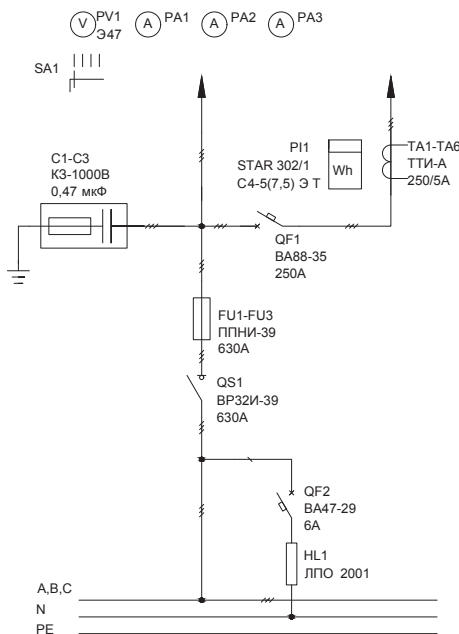 V
PV1
Э47
A
PA1
A
PA2
A
PA3
SA1
C1-C3
КЗ-1000В
0,47 мкФ
PI1
STAR 302/1
C4-5(7,5) Э Т
Wh
TA1-TA6
ТТИ-А
250/5А
QF1
ВА88-35
250А
FU1-FU3
ППНИ-39
630А
QS1
ВР32И-39
630А
QF2
ВА47-29
6А
HL1
ЛПО 2001
A,B,C
N
PE